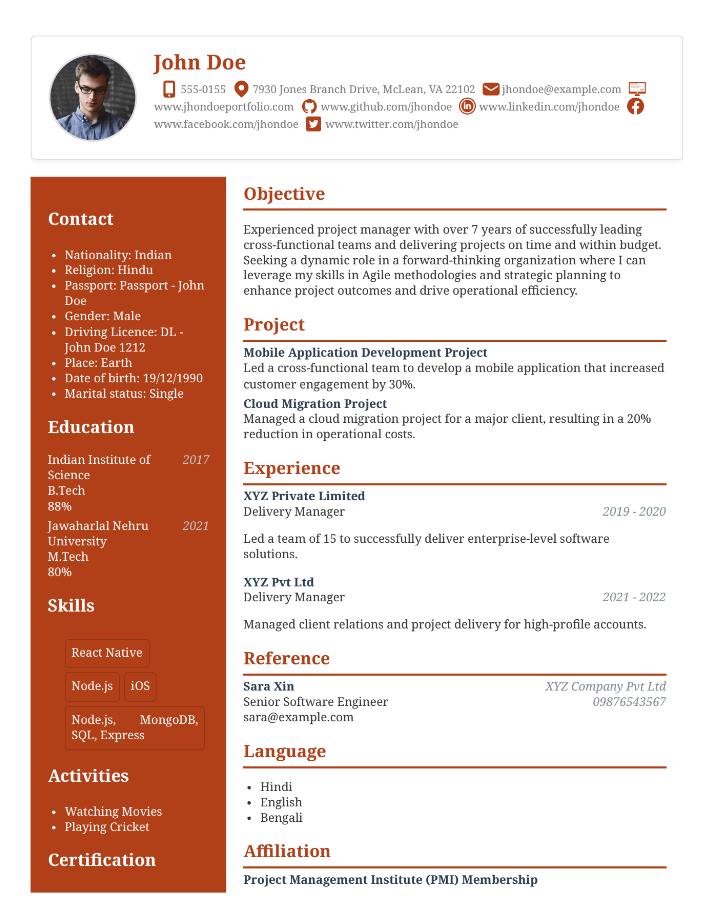 John Doe
555-0155 7930 Jones Branch Drive, McLean, VA 22102 jhondoe@example.com
www.jhondoeportfolio.com www.github.com/jhondoe www.linkedin.com/jhondoe
www.facebook.com/jhondoe www.twitter.com/jhondoe
Contact
• Nationality: Indian
• Religion: Hindu
• Passport: Passport - John
Doe
• Gender: Male
• Driving Licence: DL -
John Doe 1212
• Place: Earth
• Date of birth: 19/12/1990
• Marital status: Single
Education
Indian Institute of 2017
Science
B.Tech
88%
Jawaharlal Nehru 2021
University
M.Tech
80%
Skills
React Native
Node.js iOS
Node.js, MongoDB,
SQL, Express
Activities
• Watching Movies
• Playing Cricket
Certification
Objective
Experienced project manager with over 7 years of successfully leading
cross-functional teams and delivering projects on time and within budget.
Seeking a dynamic role in a forward-thinking organization where I can
leverage my skills in Agile methodologies and strategic planning to
enhance project outcomes and drive operational efficiency.
Project
Mobile Application Development Project
Led a cross-functional team to develop a mobile application that increased
customer engagement by 30%.
Cloud Migration Project
Managed a cloud migration project for a major client, resulting in a 20%
reduction in operational costs.
Experience
XYZ Private Limited
Delivery Manager 2019 - 2020
Led a team of 15 to successfully deliver enterprise-level software
solutions.
XYZ Pvt Ltd
Delivery Manager 2021 - 2022
Managed client relations and project delivery for high-profile accounts.
Reference
Sara Xin XYZ Company Pvt Ltd
Senior Software Engineer 09876543567
sara@example.com
Language
• Hindi
• English
• Bengali
Affiliation
Project Management Institute (PMI) Membership